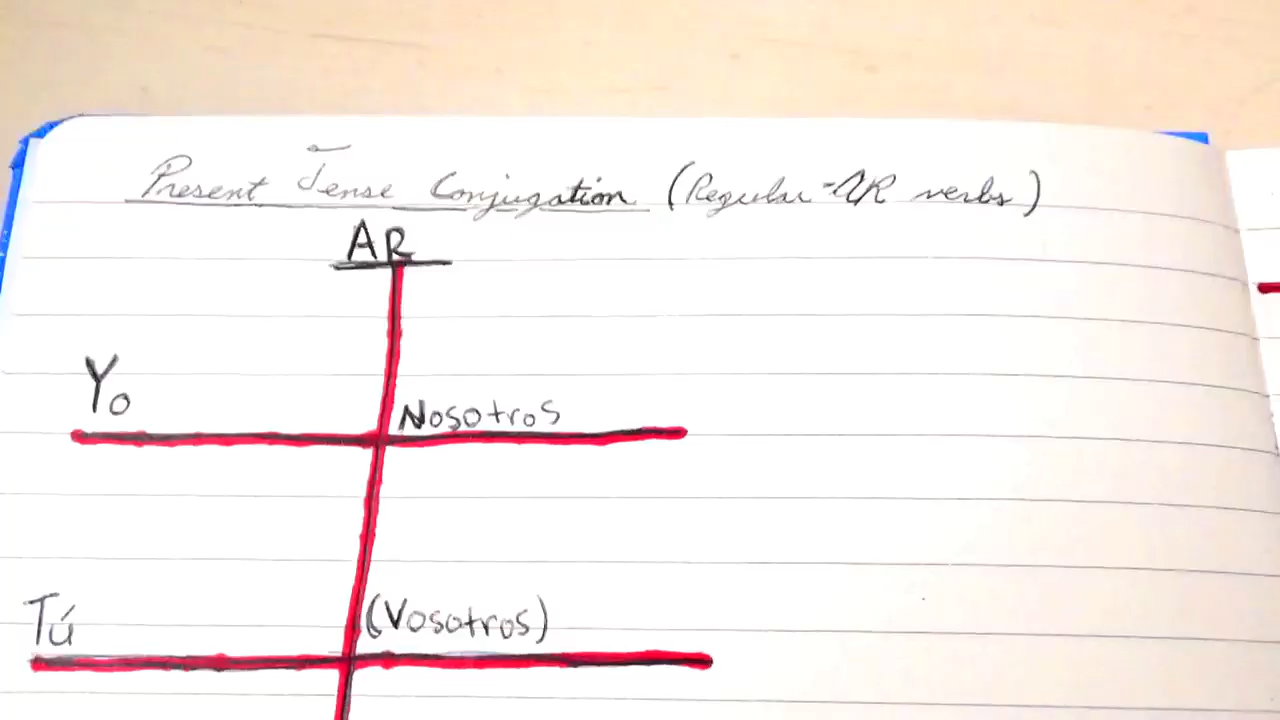 Present Tense Conjugation (Regular -AR verbs)
AR
Yo
Nosotros
Tú
(Vosotros)